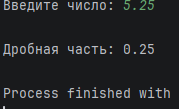 Введите число: 5.25
Дробная часть: 0.25
Process finished with